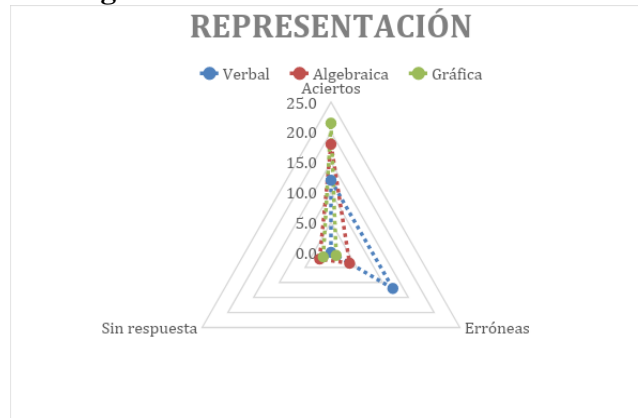 REPRESENTACIÓN
Verbal Algebraica Gráfica
Aciertos
25.0
20.0
15.0
10.0
5.0
0.0
Sin respuesta Erróneas